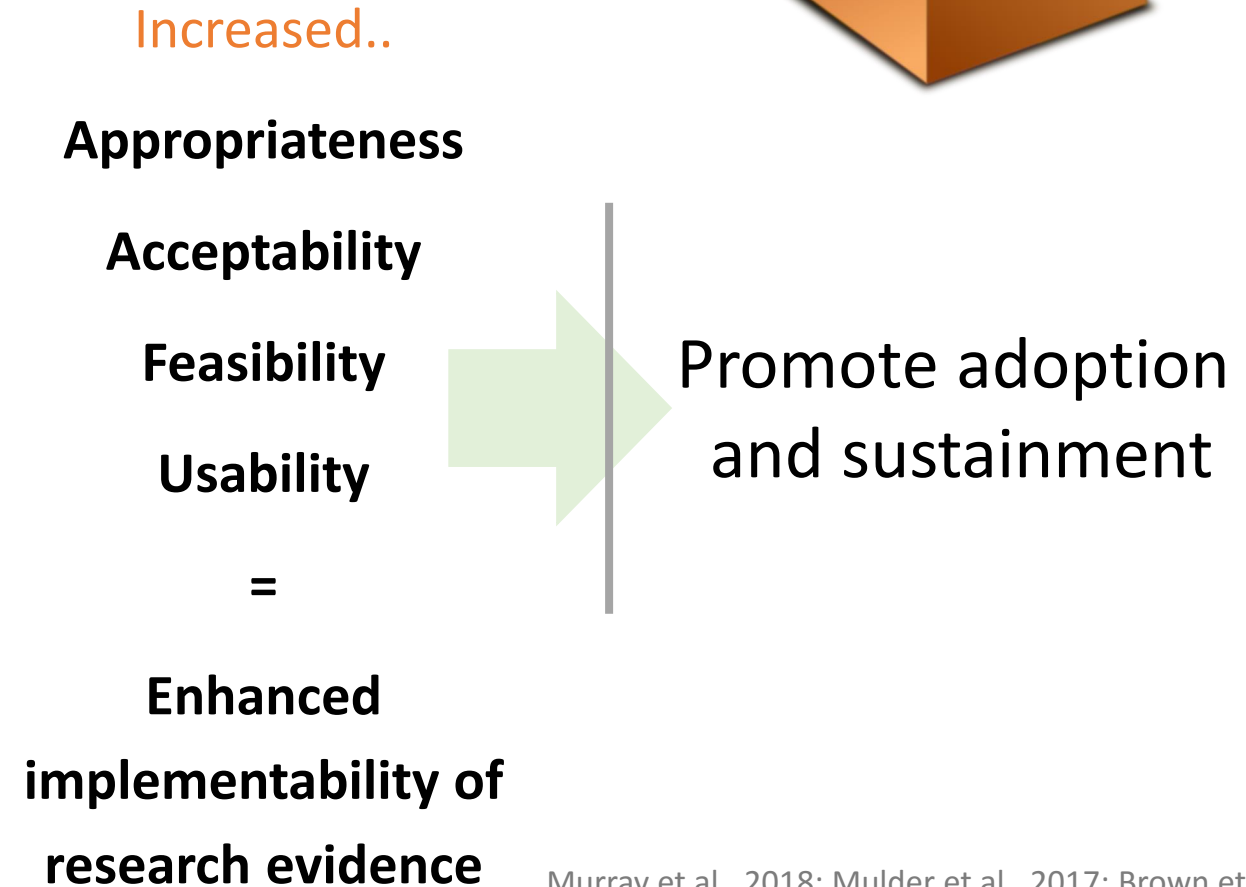 Increased..
Appropriateness
Acceptability
Feasibility
Usability
=
Enhanced
implementability of
research evidence
Promote adoption
and sustainment
Murray et al., 2018; Mulder et al., 2017; Brown et